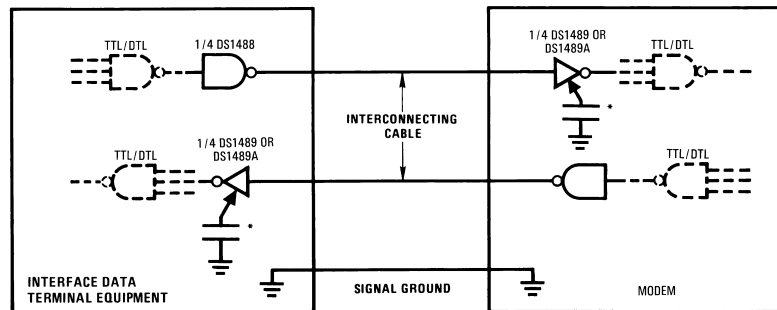 TTL/DTL
1/4 DS1488
1/4 DS1489 OR
DS1489A
TTL/DTL
*
INTERCONNECTING
CABLE
1/4 DS1489 OR
DS1489A
TTL/DTL
TTL/DTL
*
INTERFACE DATA
TERMINAL EQUIPMENT
SIGNAL GROUND
MODEM